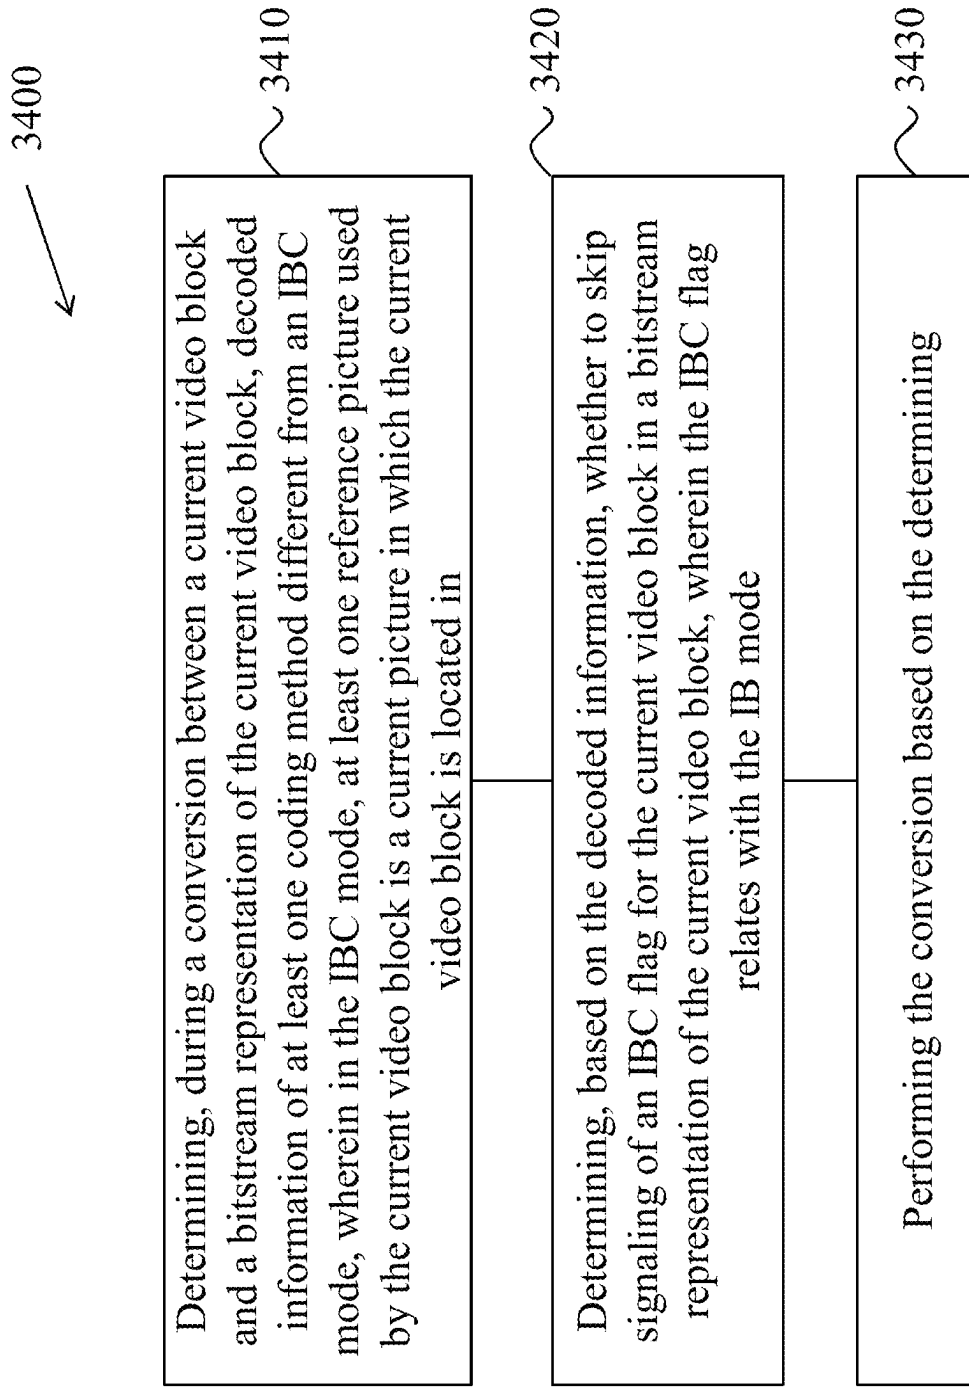 3400
Determining, during a conversion between a current video block
and a bitstream representation of the current video block, decoded
information of at least one coding method different from an IBC
mode, wherein in the IBC mode, at least one reference picture used
by the current video block is a current picture in which the current
video block is located in
3410
Determining, based on the decoded information, whether to skip
signaling of an IBC flag for the current video block in a bitstream
representation of the current video block, wherein the IBC flag
relates with the IB mode
3420
Performing the conversion based on the determining
3430